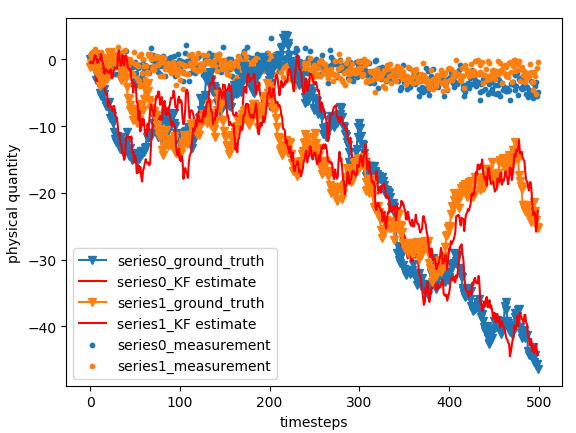 0
−10
−20
−30
−40
physical quantity
series0_ground_truth
series0_KF estimate
series1_ground_truth
series1_KF estimate
series0_measurement
series1_measurement
0 100 200 300 400 500
timesteps